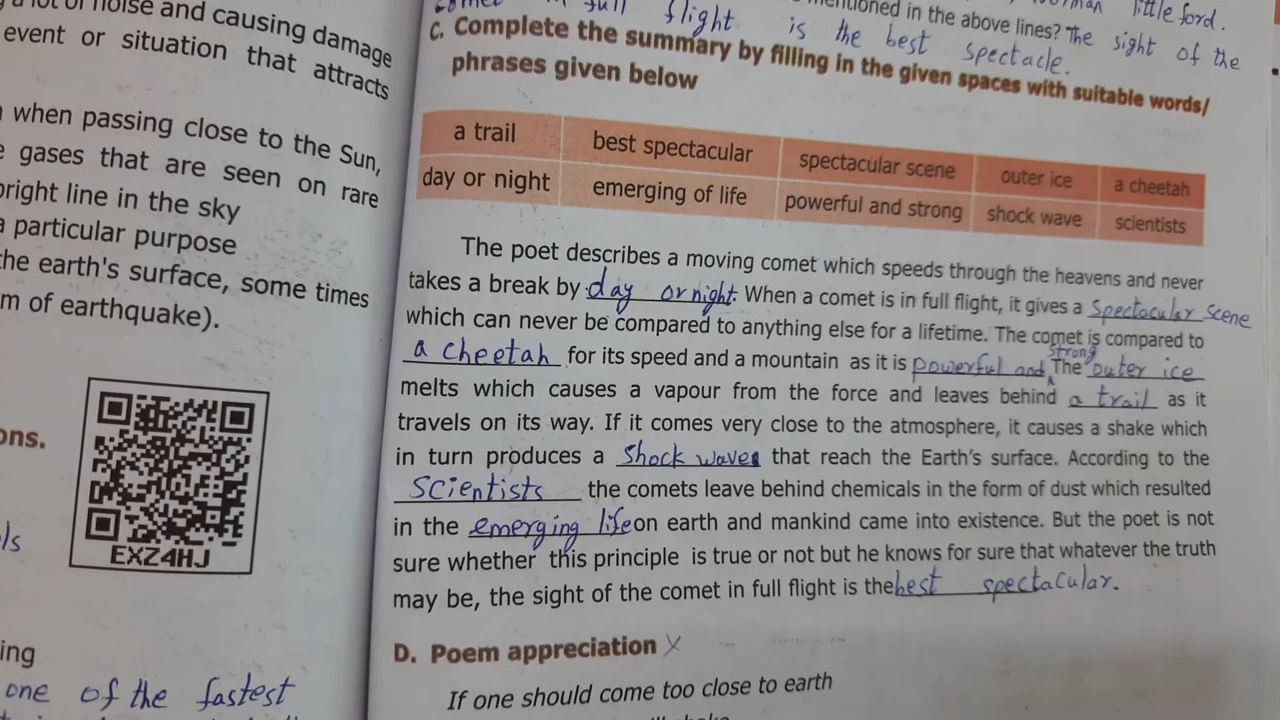 a lot of noise and causing damage
event or situation that attracts
when passing close to the Sun,
gases that are seen on rare
bright line in the sky
a particular purpose
the earth's surface, some times
m of earthquake).
ons.
EXZ4HJ
ls
ing
one of the fastest
little ford.
mentioned in the above lines? The sight of the
comet in full flight is the best spectacle.
C. Complete the summary by filling in the given spaces with suitable words/
phrases given below
a trail best spectacular spectacular scene outer ice a cheetah
day or night emerging of life powerful and strong shock wave scientists
The poet describes a moving comet which speeds through the heavens and never
takes a break by day or night. When a comet is in full flight, it gives a Spectacular scene
which can never be compared to anything else for a lifetime. The comet is compared to
a cheetah for its speed and a mountain as it is powerful and strong The outer ice
melts which causes a vapour from the force and leaves behind a trail as it
travels on its way. If it comes very close to the atmosphere, it causes a shake which
in turn produces a shock wave that reach the Earth's surface. According to the
Scientists the comets leave behind chemicals in the form of dust which resulted
in the emerging life on earth and mankind came into existence. But the poet is not
sure whether this principle is true or not but he knows for sure that whatever the truth
may be, the sight of the comet in full flight is the best spectacular.
D. Poem appreciation X
If one should come too close to earth